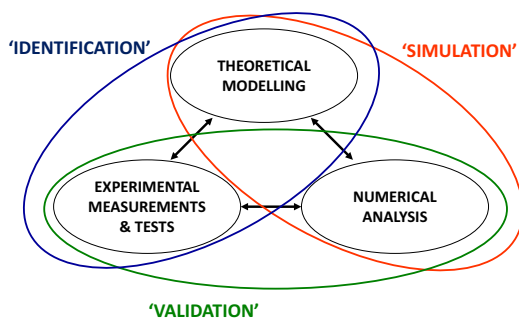 ‘IDENTIFICATION’
‘SIMULATION’
THEORETICAL
MODELLING
EXPERIMENTAL
MEASUREMENTS
& TESTS
NUMERICAL
ANALYSIS
‘VALIDATION’